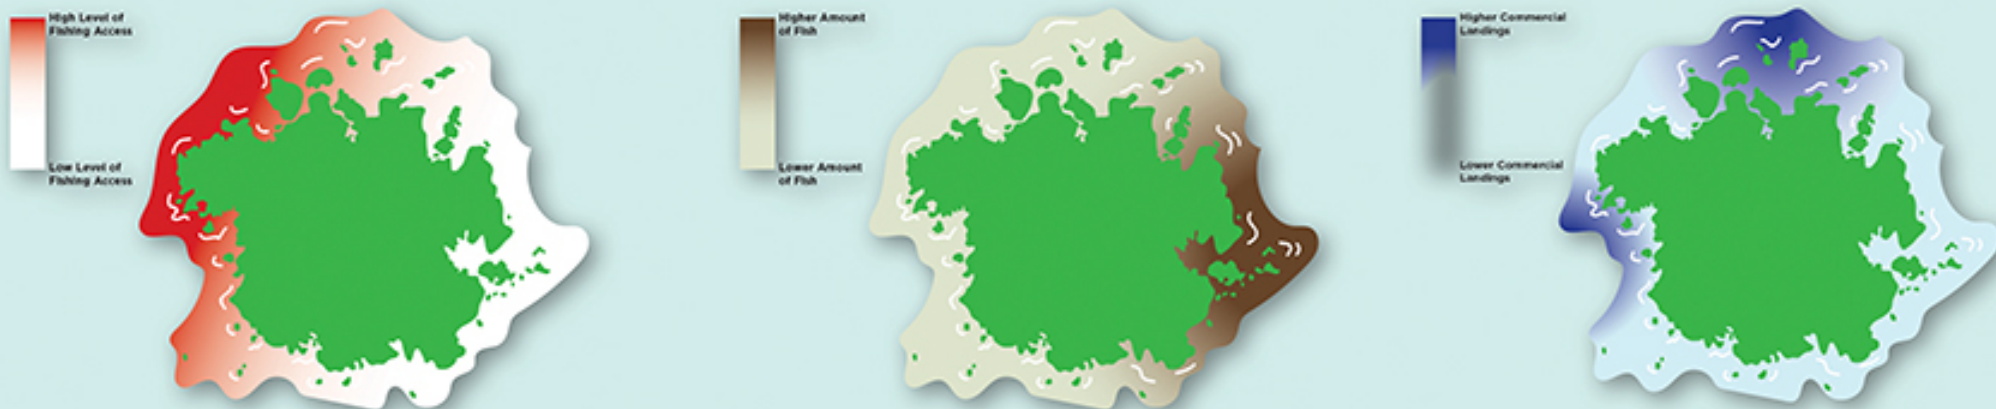 High Level of
Fishing Access
Low Level of
Fishing Access
Higher Amount
of Fish
Lower Amount
of Fish
Higher Commercial
Landings
Lower Commercial
Landings